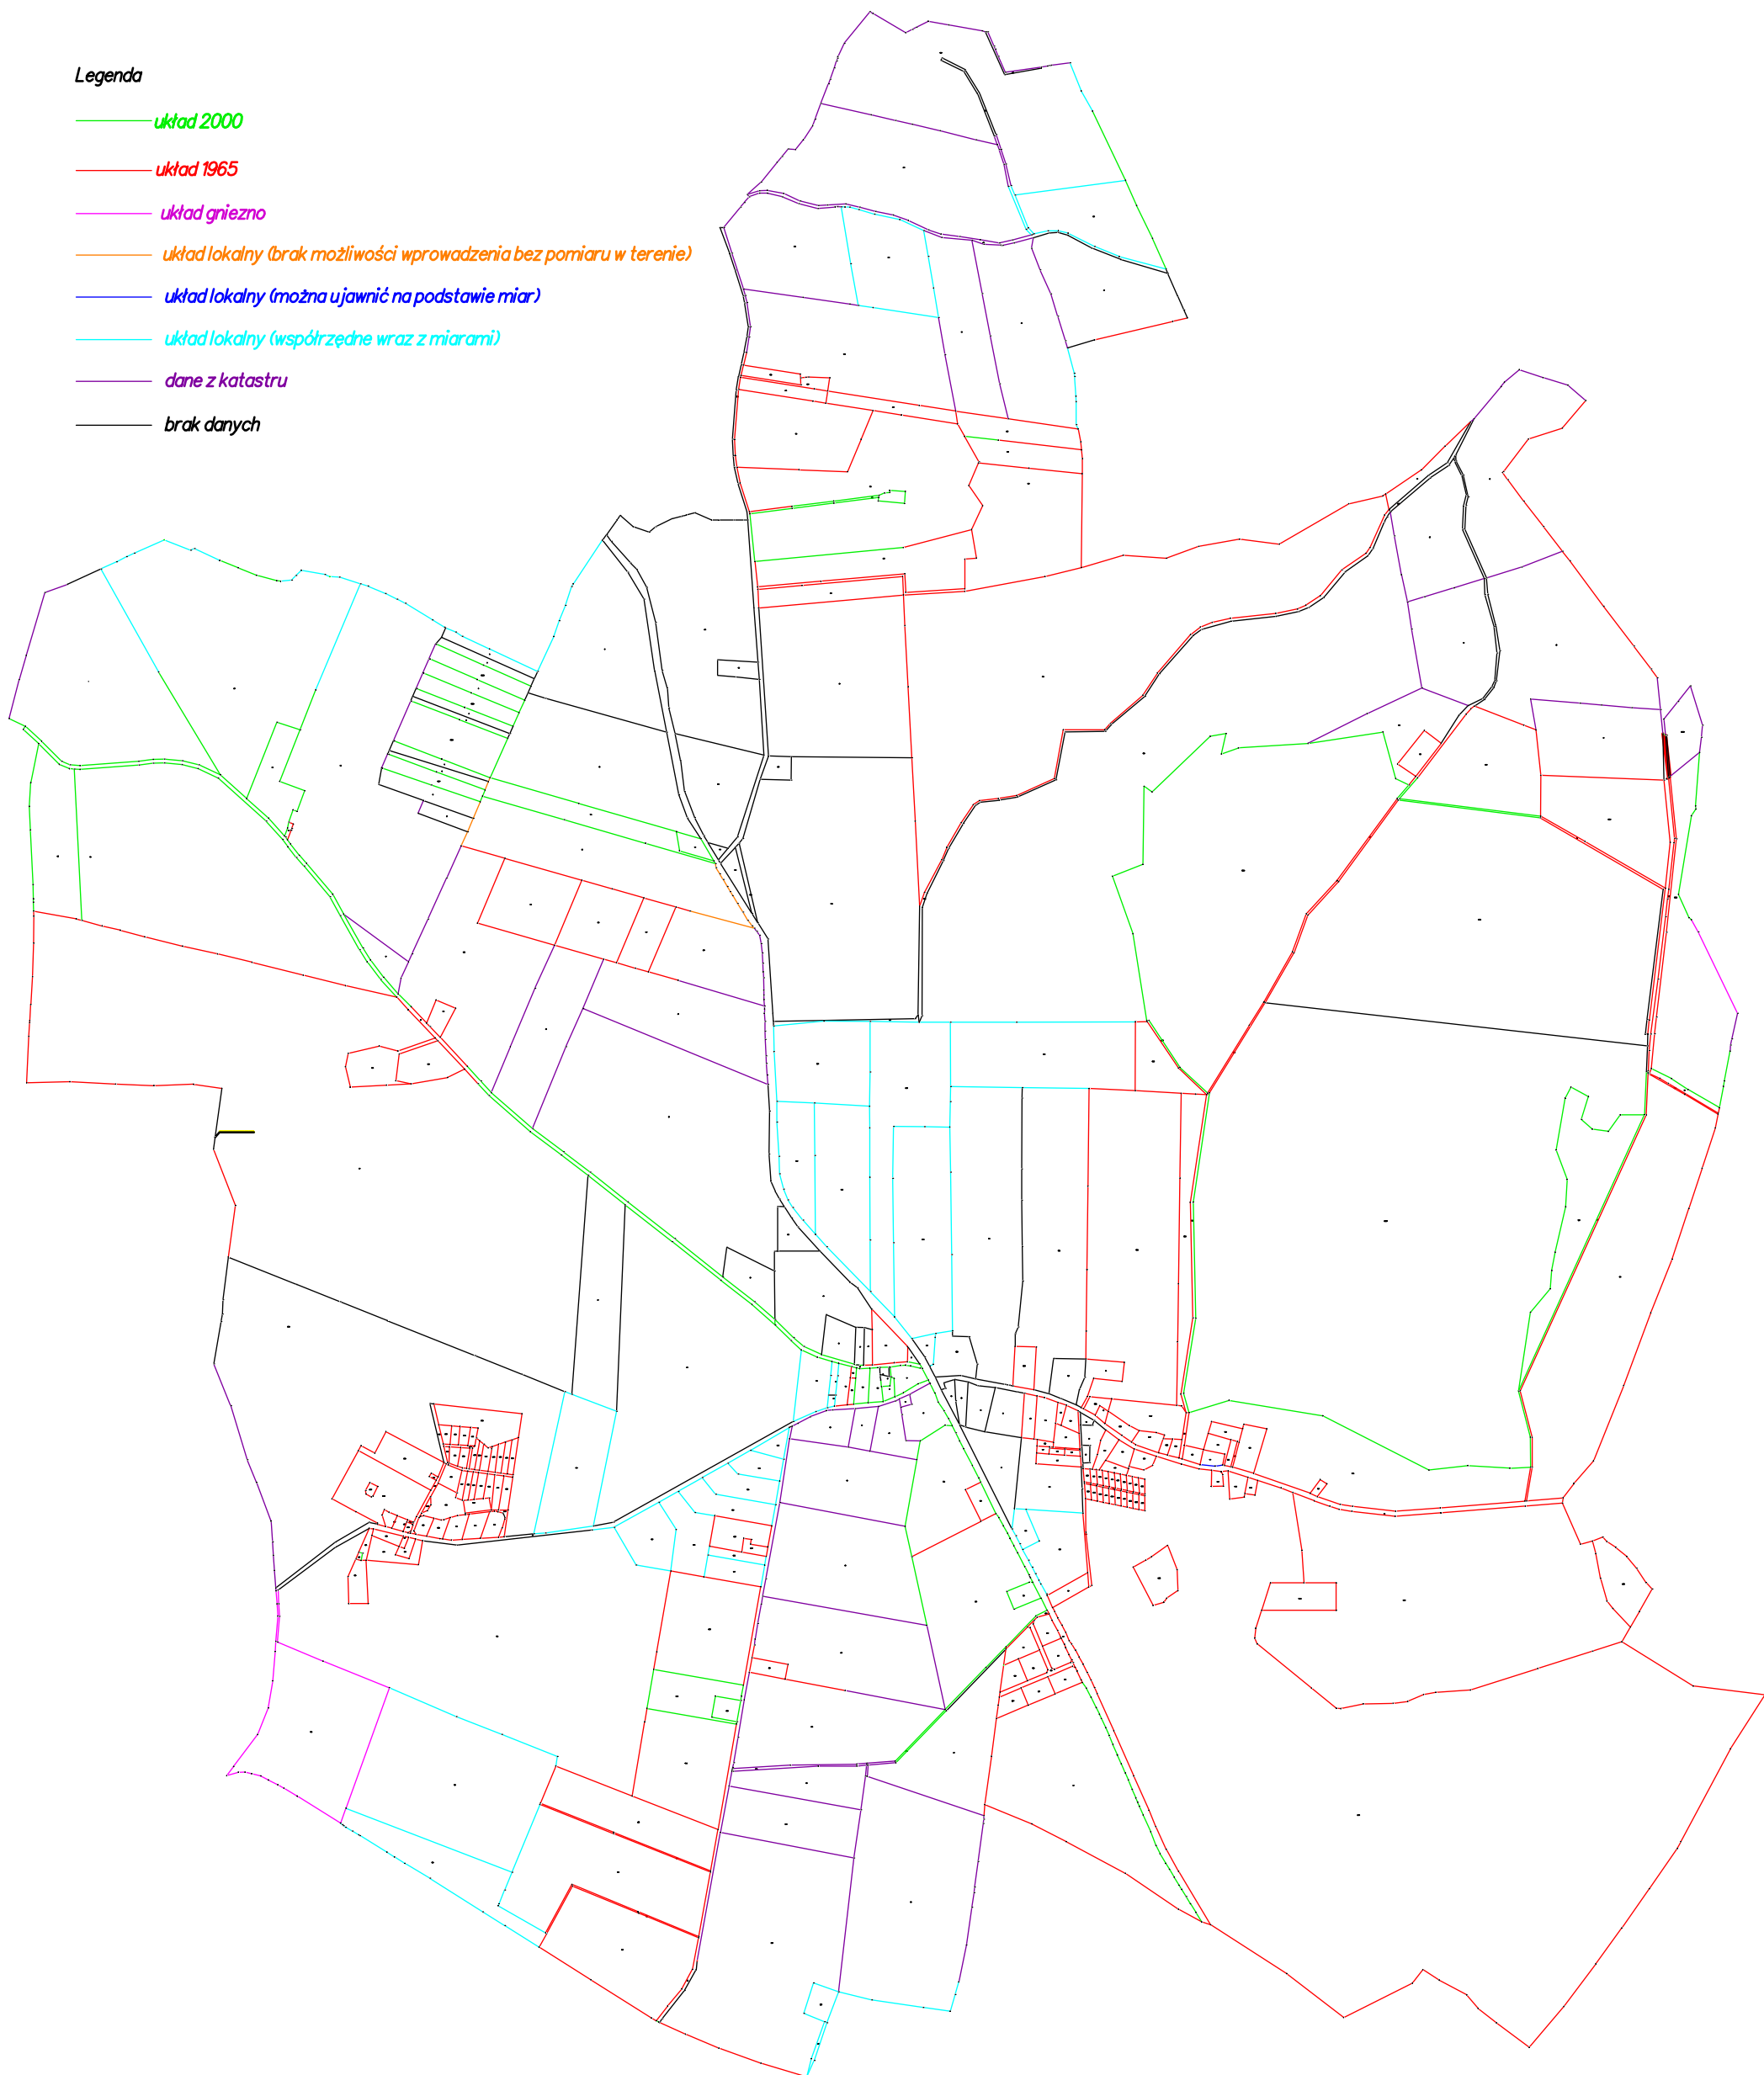 Legenda
układ 2000
układ 1965
układ gniezno
układ lokalny (brak możliwości wprowadzenia bez pomiaru w terenie)
układ lokalny (można ujawnić na podstawie miar)
układ lokalny (współrzędne wraz z miarami)
dane z katastru
brak danych